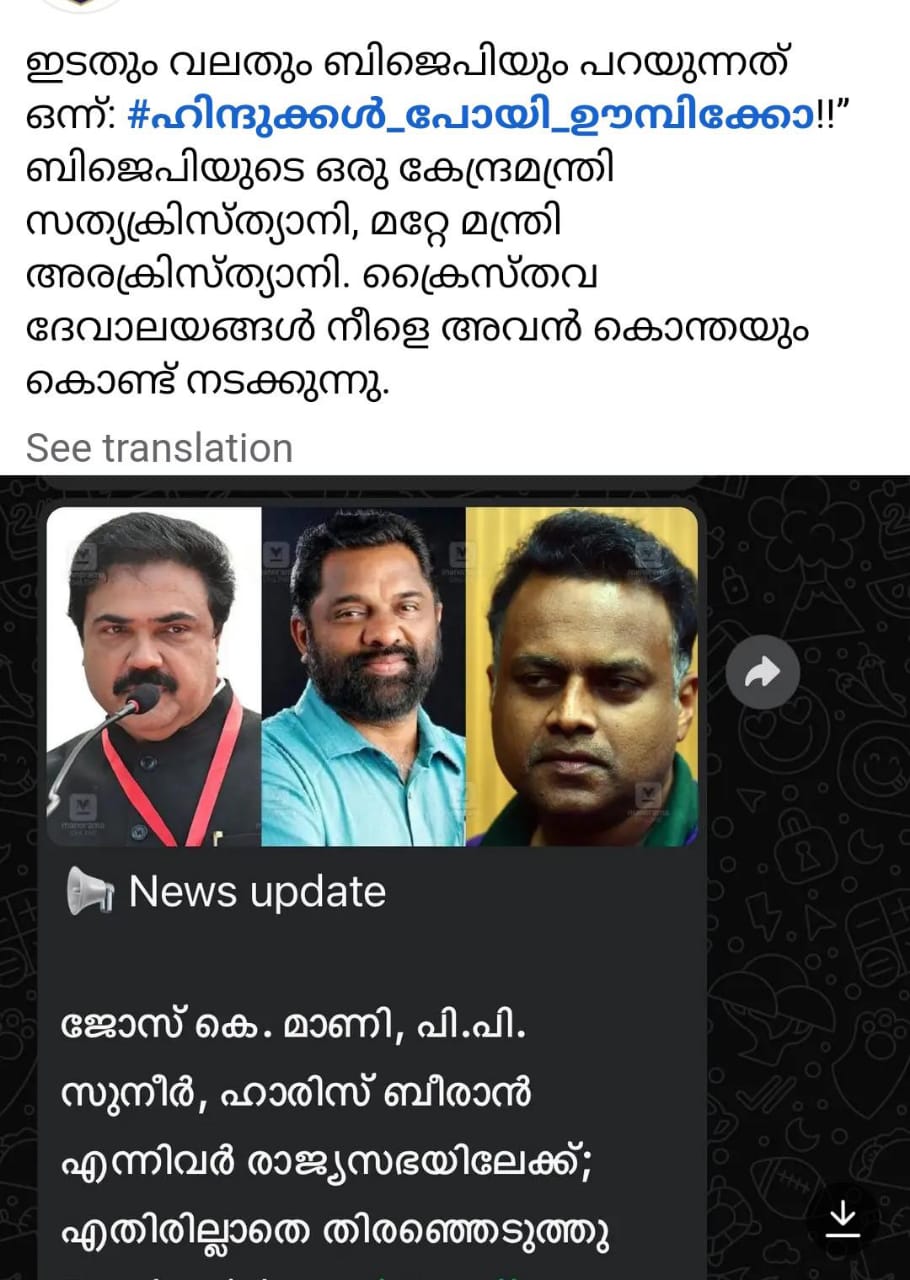 ഇടതും വലതും ബിജെപിയും പറയുന്നത്
ഒന്ന്: #ഹിന്ദുക്കൾ_പോയി_ഊമ്പിക്കോ!!”
ബിജെപിയുടെ ഒരു കേന്ദ്രമന്ത്രി
സത്യക്രിസ്ത്യാനി, മറ്റേ മന്ത്രി
അരക്രിസ്ത്യാനി. ക്രൈസ്തവ
ദേവാലയങ്ങൾ നീളെ അവൻ കൊന്തയും
കൊണ്ട് നടക്കുന്നു.
See translation
manorama
📢 News update
ജോസ് കെ. മാണി, പി.പി.
സുനീർ, ഹാരിസ് ബീരാൻ
എന്നിവർ രാജ്യസഭയിലേക്ക്;
എതിരില്ലാതെ തിരഞ്ഞെടുത്തു